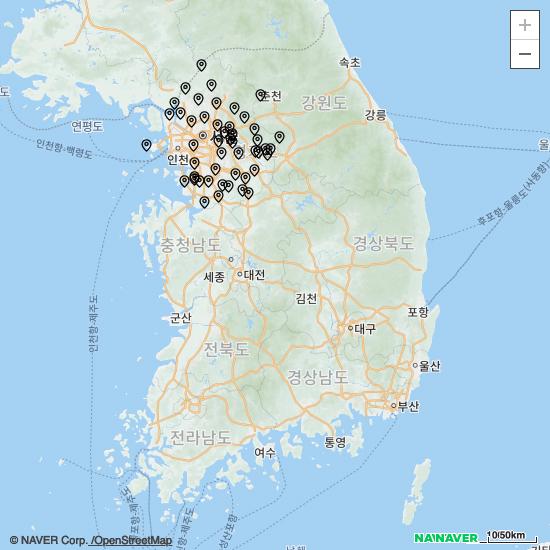 +
−
속초
춘천
강원도
강릉
연평도
인천항-백령도
인천
울
후포항-울릉도(사동항)
충청남도
경상북도
세종
대전
인천항-제주도
김천
군산
포항
대구
전라북도
울산
경상남도
부산
전라남도
통영
여수
© NAVER Corp. /OpenStreetMap
NAVER
10/50km